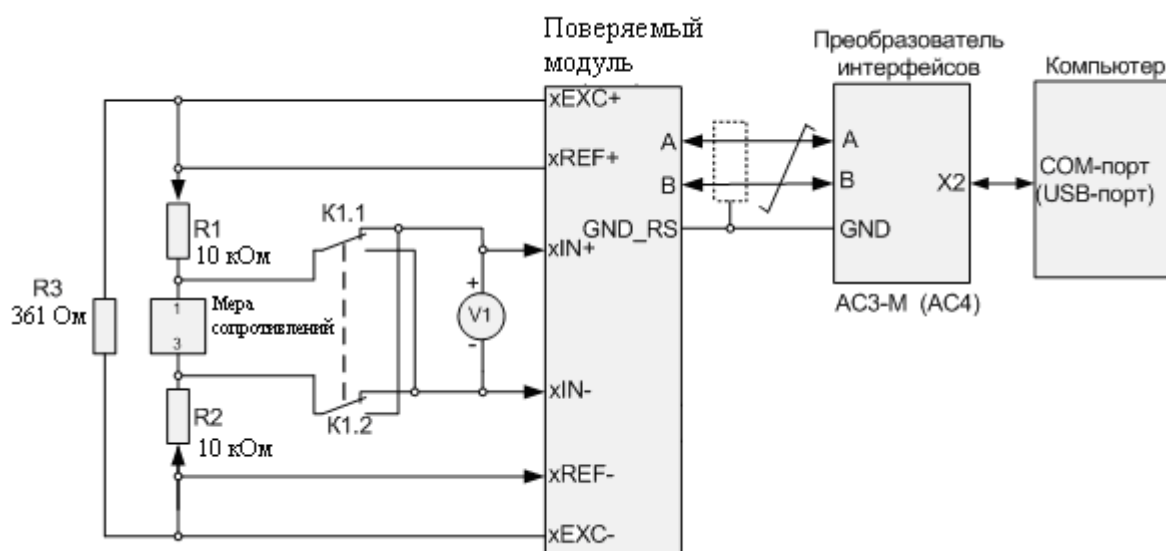 Поверяемый
модуль
Преобразователь
интерфейсов
Компьютер
xEXC+
xREF+
A
A
B
B
X2
COM-порт
(USB-порт)
GND_RS
GND
R1
10 кОм
K1.1
xIN+
R3
361 Ом
1
3
Мера
сопротивлений
+
V1
-
AC3-M (AC4)
xIN-
R2
10 кОм
K1.2
xREF-
xEXC-